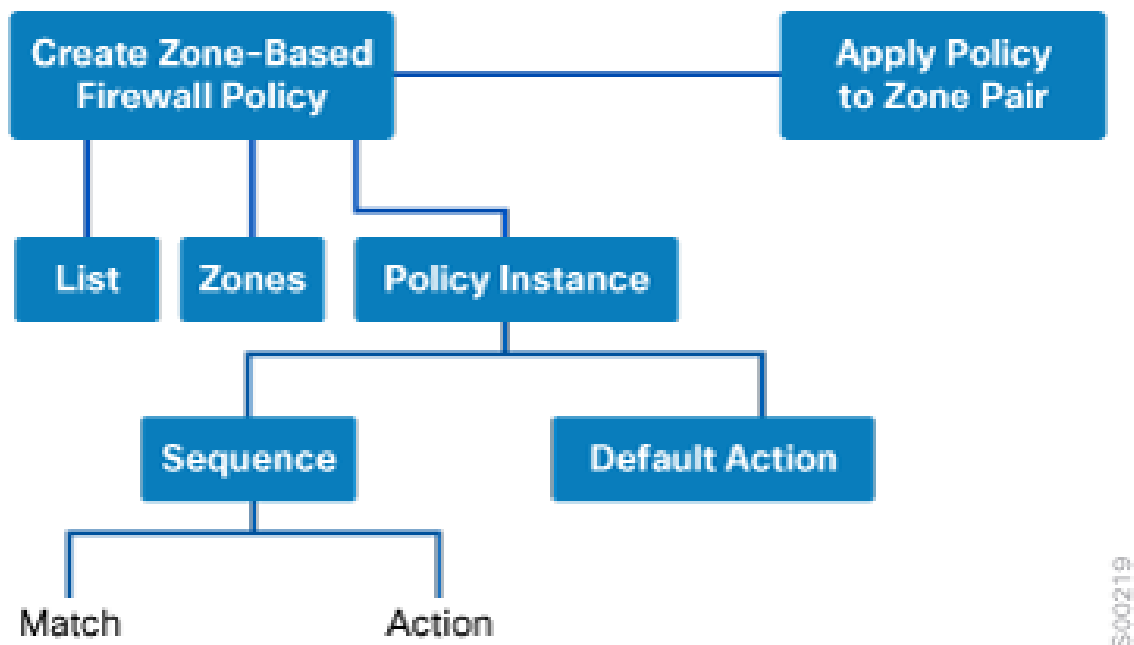 Create Zone-Based
Firewall Policy
Apply Policy
to Zone Pair
List
Zones
Policy Instance
Sequence
Default Action
Match
Action
S00219